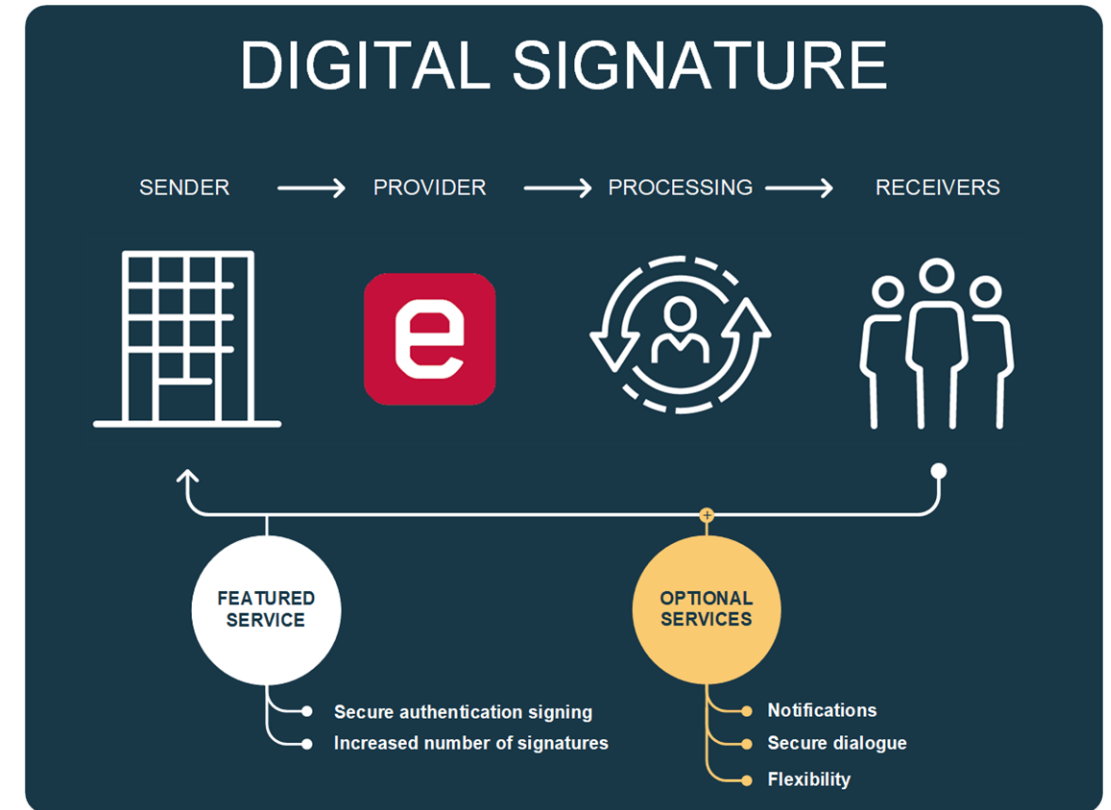 DIGITAL SIGNATURE
SENDER PROVIDER PROCESSING RECEIVERS
e
FEATURED
SERVICE
Secure authentication signing
Increased number of signatures
+
OPTIONAL
SERVICES
Notifications
Secure dialogue
Flexibility